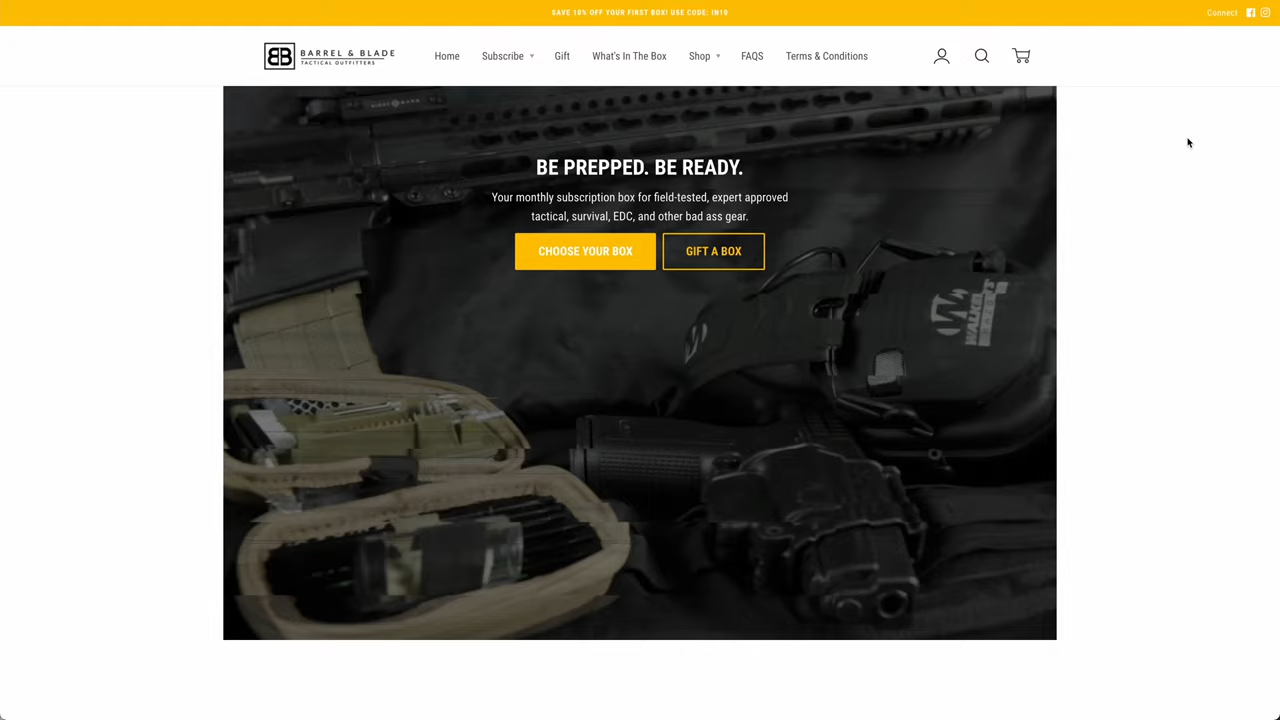 SAVE 10% OFF YOUR FIRST BOX! USE CODE: IN10
Connect
BB
BARREL & BLADE
TACTICAL OUTFITTERS
Home
Subscribe
Gift
What's In The Box
Shop
FAQS
Terms & Conditions
BE PREPPED. BE READY.
Your monthly subscription box for field-tested, expert approved
tactical, survival, EDC, and other bad ass gear.
CHOOSE YOUR BOX
GIFT A BOX
WALKER'S